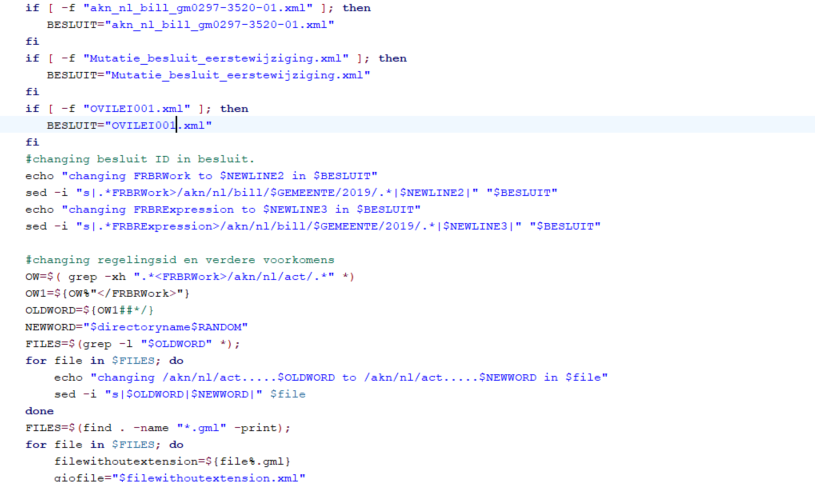 if [ -f "akn_nl_bill_gm0297-3520-01.xml" ]; then
BESLUIT="akn_nl_bill_gm0297-3520-01.xml"
fi
if [ -f "Mutatie_besluit_eerstewijziging.xml" ]; then
BESLUIT="Mutatie_besluit_eerstewijziging.xml"
fi
if [ -f "OVILEI001.xml" ]; then
BESLUIT="OVILEI001.xml"
fi
#changing besluit ID in besluit.
echo "changing FRBRWork to $NEWLINE2 in $BESLUIT"
sed -i "s|.*FRBRWork>/akn/nl/bill/$GEMEENTE/2019/.*|$NEWLINE2|" "$BESLUIT"
echo "changing FRBRExpression to $NEWLINE3 in $BESLUIT"
sed -i "s|.*FRBRExpression>/akn/nl/bill/$GEMEENTE/2019/.*|$NEWLINE3|" "$BESLUIT"
#changing regelingsid en verdere voorkomens
OW=$( grep -xh ".*<FRBRWork>/akn/nl/act/.*" *)
OW1=${OW%"</FRBRWork>"}
OLDWORD=${OW1##*/}
NEWWORD="$directoryname$RANDOM"
FILES=$(grep -l "$OLDWORD" *);
for file in $FILES; do
echo "changing /akn/nl/act.....$OLDWORD to /akn/nl/act.....$NEWWORD in $file"
sed -i "s|$OLDWORD|$NEWWORD|" $file
done
FILES=$(find . -name "*.gml" -print);
for file in $FILES; do
filewithoutextension=${file%.gml}
giofile="$filewithoutextension.xml"